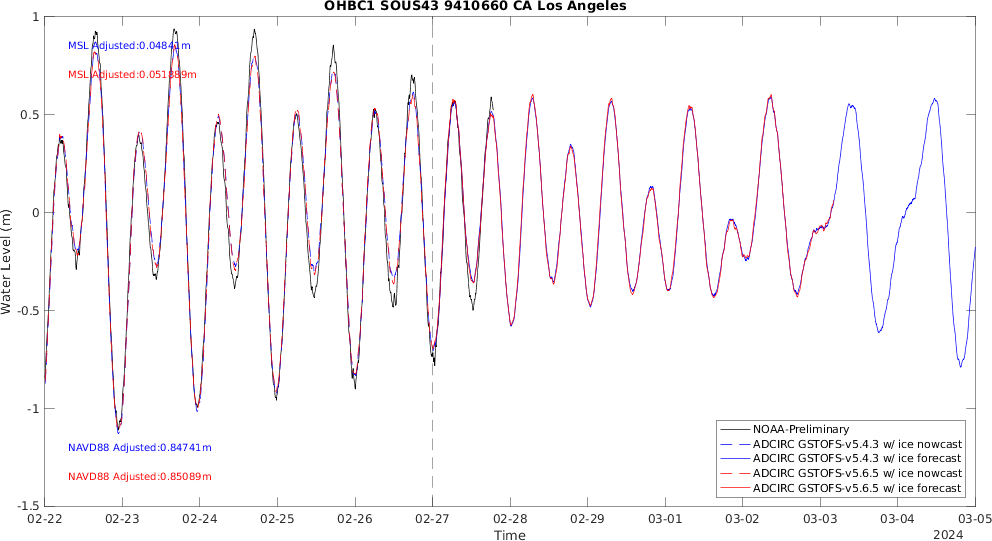 OHBC1 SOUS43 9410660 CA Los Angeles
MSL Adjusted:0.04841m
MSL Adjusted:0.051889m
NAVD88 Adjusted:0.84741m
NAVD88 Adjusted:0.85089m
Water Level (m)
1
0.5
0
-0.5
-1
-1.5
NOAA-Preliminary
ADCIRC GSTOFS-v5.4.3 w/ ice nowcast
ADCIRC GSTOFS-v5.4.3 w/ ice forecast
ADCIRC GSTOFS-v5.6.5 w/ ice nowcast
ADCIRC GSTOFS-v5.6.5 w/ ice forecast
02-22 02-23 02-24 02-25 02-26 02-27 02-28 02-29 03-01 03-02 03-03 03-04 03-05
Time
2024